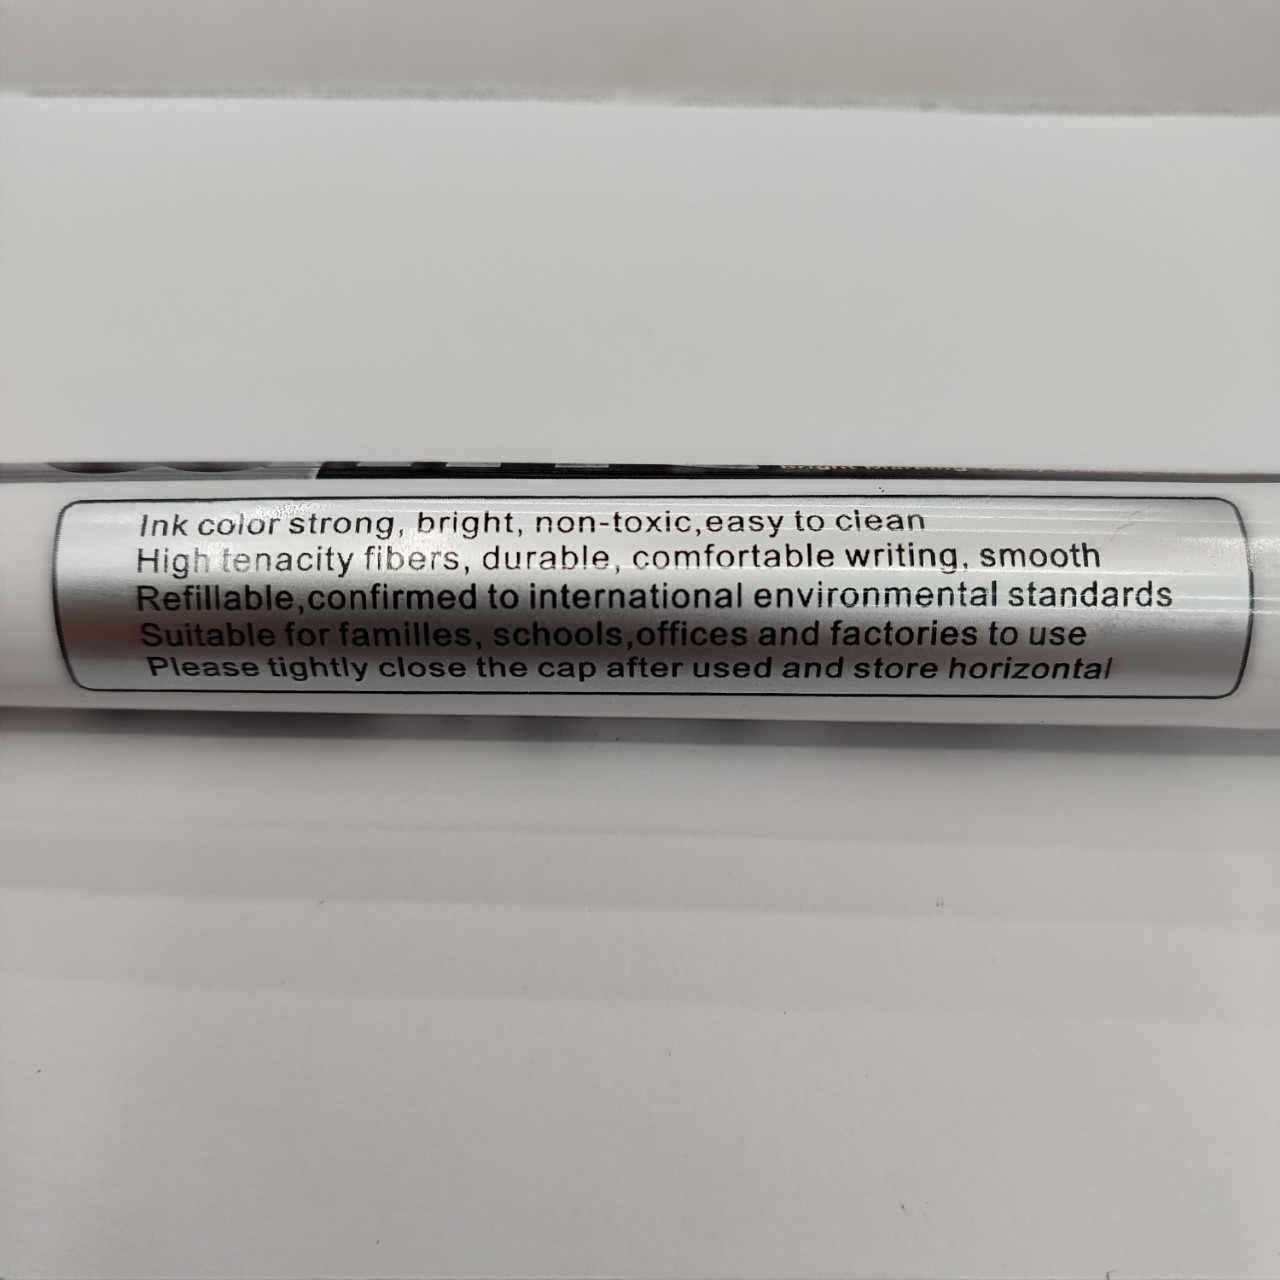 Ink color strong, bright, non-toxic,easy to clean
High tenacity fibers, durable, comfortable writing, smooth
Refillable,confirmed to international environmental standards
Suitable for familles, schools,offices and factories to use
Please tightly close the cap after used and store horizontal